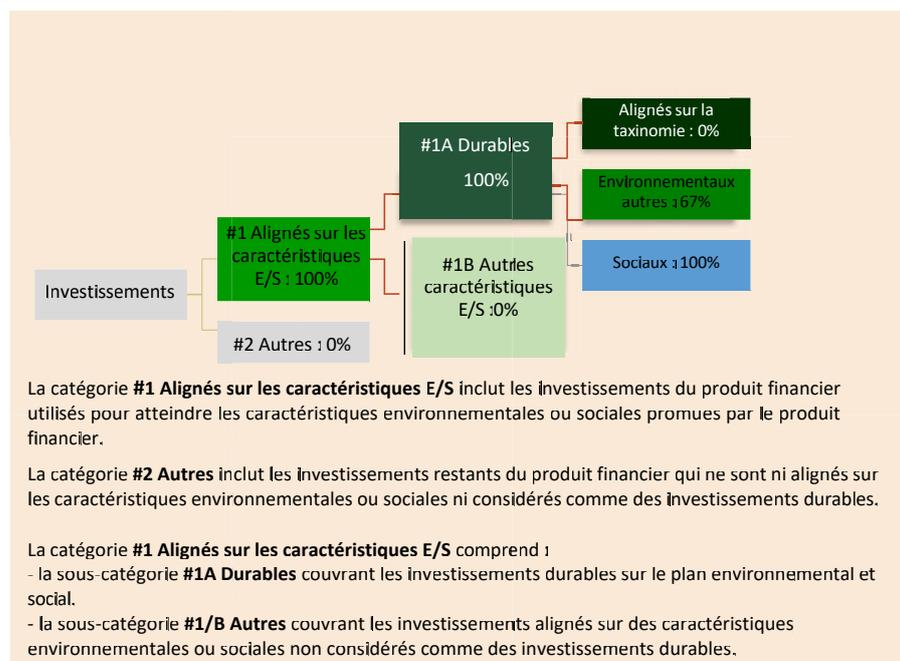 Alignés sur la
taxinomie : 0%
#1A Durables
100%
Environnementaux
autres : 67%
#1 Alignés sur les
caractéristiques
E/S : 100%
Sociaux : 100%
#1B Autres
caractéristiques
E/S :0%
Investissements
#2 Autres : 0%
La catégorie #1 Alignés sur les caractéristiques E/S inclut les investissements du produit financier
utilisés pour atteindre les caractéristiques environnementales ou sociales promues par le produit
financier.
La catégorie #2 Autres inclut les investissements restants du produit financier qui ne sont ni alignés sur
les caractéristiques environnementales ou sociales ni considérés comme des investissements durables.
La catégorie #1 Alignés sur les caractéristiques E/S comprend :
- la sous-catégorie #1A Durables couvrant les investissements durables sur le plan environnemental et
social.
- la sous-catégorie #1/B Autres couvrant les investissements alignés sur des caractéristiques
environnementales ou sociales non considérés comme des investissements durables.